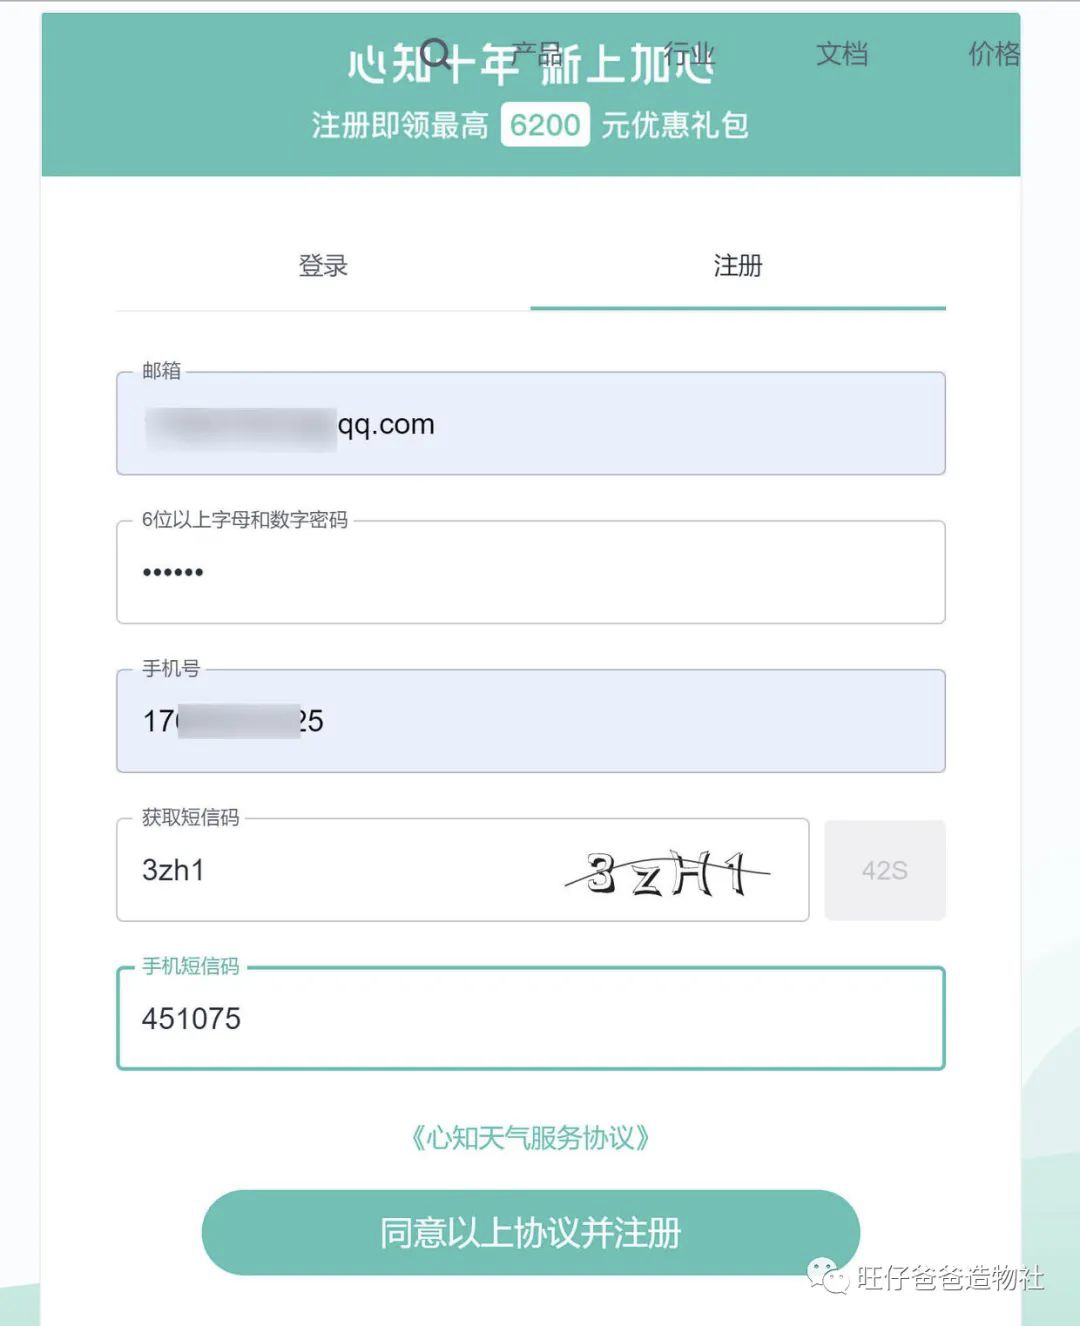 产品 行业 文档 价格
心知十年 新上加心
注册即领最高 6200 元优惠礼包
登录 注册
邮箱
qq.com
6位以上字母和数字密码
••••••
手机号
17 25
获取短信码
3zh1 3zH1 42S
手机短信码
451075
《心知天气服务协议》
同意以上协议并注册
旺仔爸爸造物社